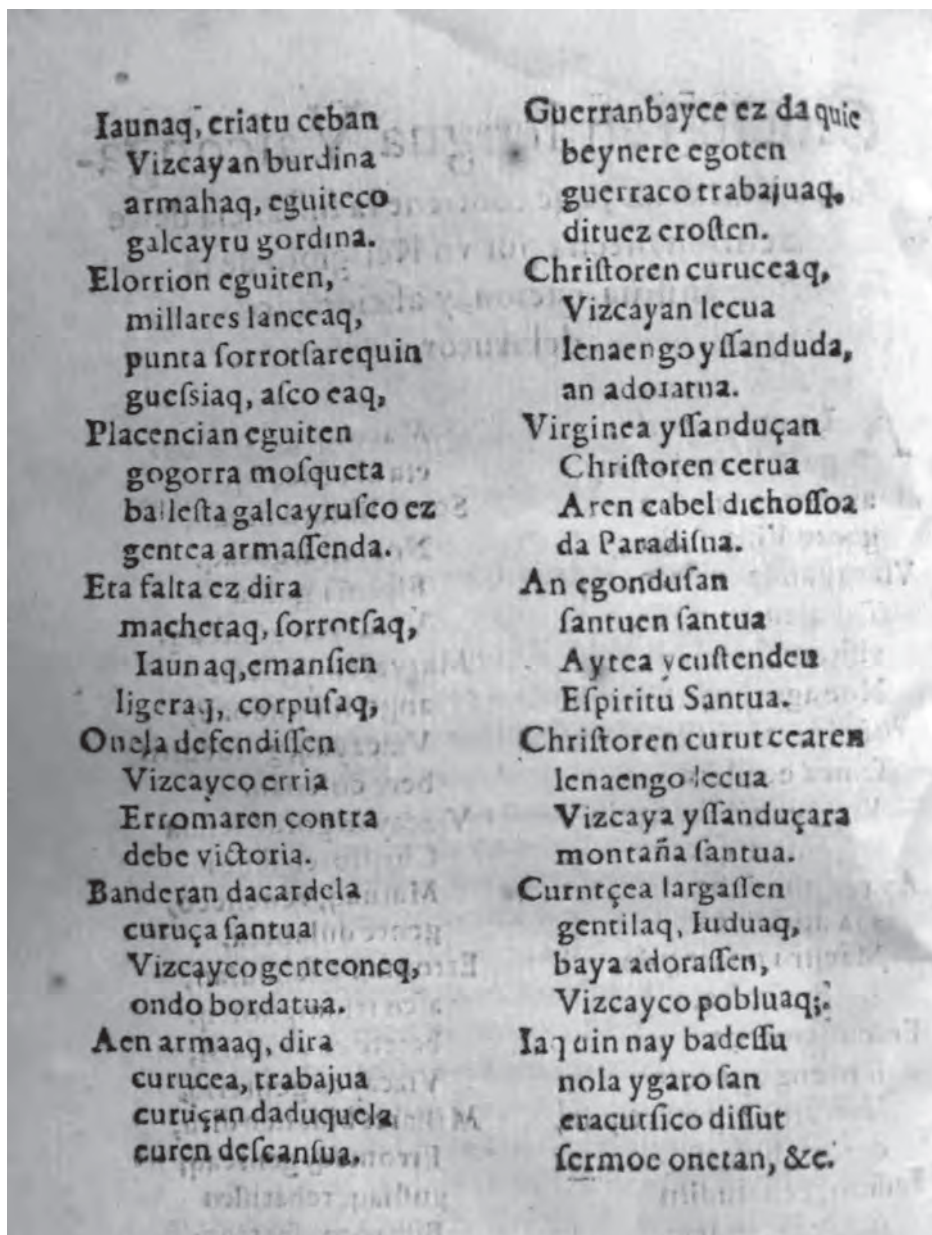 Iaunaq, criatu ceban
Vizcayan burdina
armahaq, eguiteco
galcayru gordina.
Elorrion eguiten,
millares lanceaq,
punta ſorrotſarequin
gueſsiaq, aſco eaq,
Placencian eguiten
gogorra moſqueta
balleſta galcayruſco ez
gentea armaſſenda.
Eta falta ez dira
machetaq, ſorrotſaq,
Iaunaq, emanſien
ligeraq, corpuſaq,
Onela defendiſſen
Vizcayco erria
Erromaren contra
debe victoria.
Banderan dacardela
curuça ſantua
Vizcayco genteoneq,
ondo bordatua.
Aen armaaq, dira
curucea, trabajua
curuçan daduquela
euren deſcanſua.
Guerranbayce ez da quie
beynere egoten
guerraco trabajuaq,
dituez eroſten.
Chriſtoren curuceaq,
Vizcayan lecua
lenaengo yſſanduda,
an adoratua.
Virginea yſſanduçan
Chriſtoren cerua
Aren ſabel dichoſſoa
da Paradiſua.
An egonduſan
ſantuen ſantua
Aytea ycuſtendeu
Eſpiritu Santua.
Chriſtoren curutcearen
lenaengo lecua
Vizcaya yſſanduçara
montaña ſantua.
Curutçea largaſſen
gentilaq, Iuduaq,
baya adoraſſen,
Vizcayco pobluaq;.
Iaquin nay badeſſu
nola ygaro ſan
eracutſico diſſut
ſermoe onetan, &c.